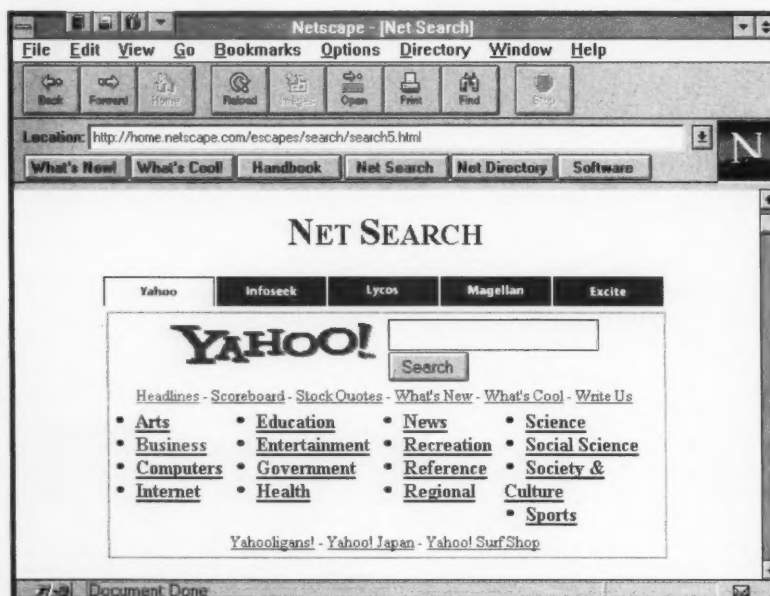 Netscape - [Net Search]
File Edit View Go Bookmarks Options Directory Window Help
Back Forward Home Reload Images Open Print Find Stop
Location: http://home.netscape.com/escapes/search/search5.html
N
What's New! What's Cool! Handbook Net Search Net Directory Software
NET SEARCH
Yahoo Infoseek Lycos Magellan Excite
YAHOO!
Search
Headlines - Scoreboard - Stock Quotes - What's New - What's Cool - Write Us
• Arts • Education • News • Science
• Business • Entertainment • Recreation • Social Science
• Computers • Government • Reference • Society &
• Internet • Health • Regional Culture
• Sports
Yahooligans! - Yahoo! Japan - Yahoo! Surf Shop
Document Done